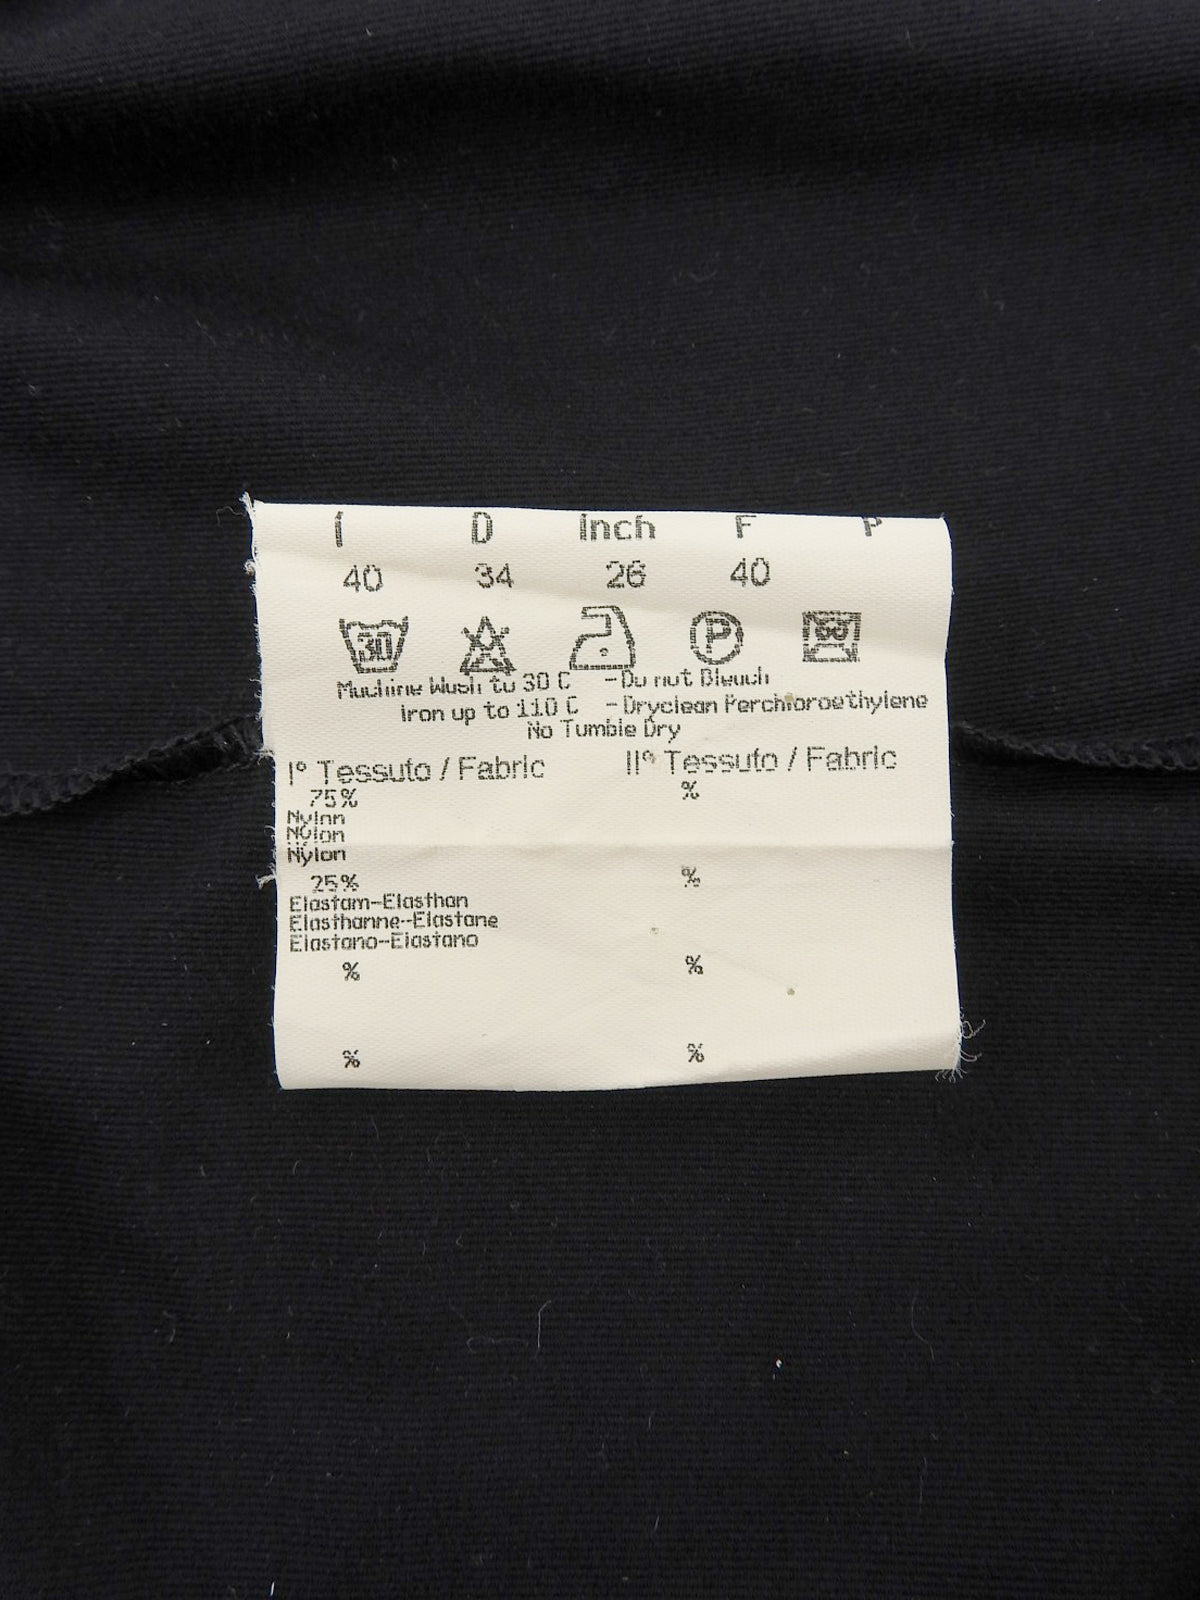 I D Inch F P
40 34 26 40
30 P
Machine Wash to 30 C -Do not Bleach
Iron up to 110 C -Dryclean Perchloroethylene
No Tumble Dry
I° Tessuto / Fabric II° Tessuto / Fabric
75% %
Nylon
Nylon
Nylon
25% %
Elastam-Elasthan
Elasthanne-Elastane
Elastano-Elastano
% %
% %